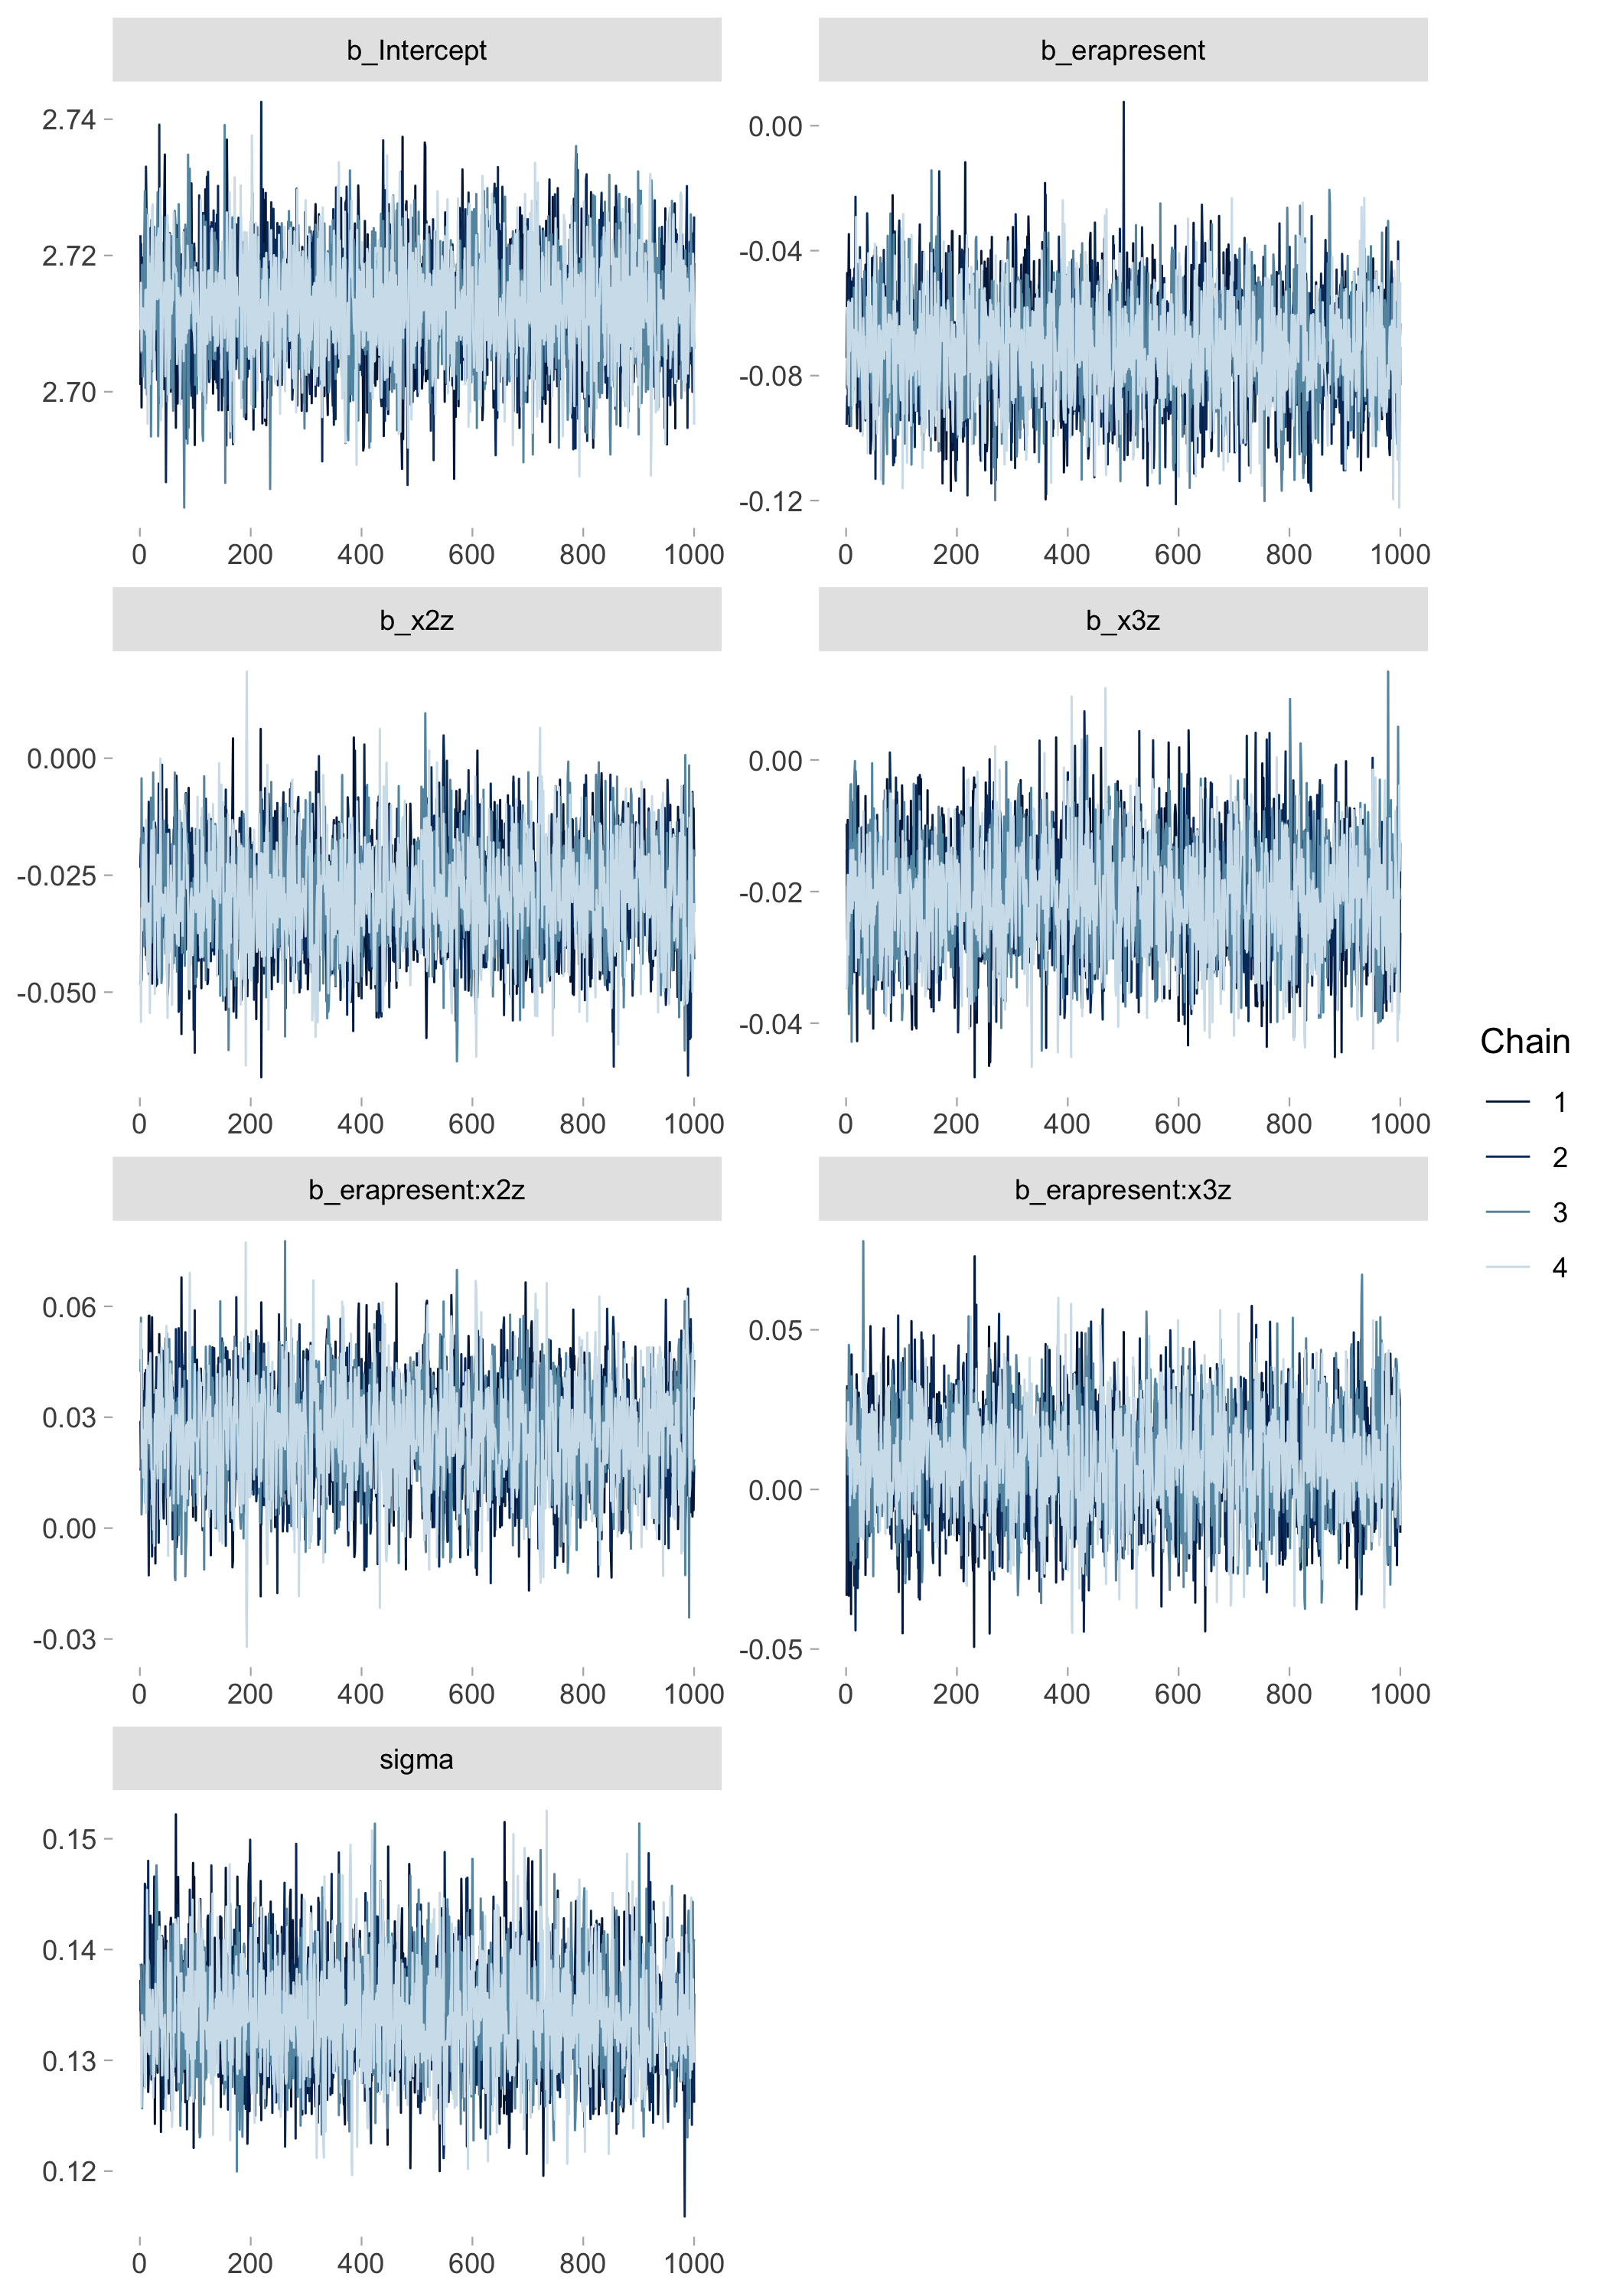 b_Intercept
2.74
2.72
2.70
0 200 400 600 800 1000
b_erapresent
0.00
-0.04
-0.08
-0.12
0 200 400 600 800 1000
b_x2z
0.000
-0.025
-0.050
0 200 400 600 800 1000
b_x3z
0.00
-0.02
-0.04
0 200 400 600 800 1000
b_erapresent:x2z
0.06
0.03
0.00
-0.03
0 200 400 600 800 1000
b_erapresent:x3z
0.05
0.00
-0.05
0 200 400 600 800 1000
sigma
0.15
0.14
0.13
0.12
0 200 400 600 800 1000
Chain
1
2
3
4